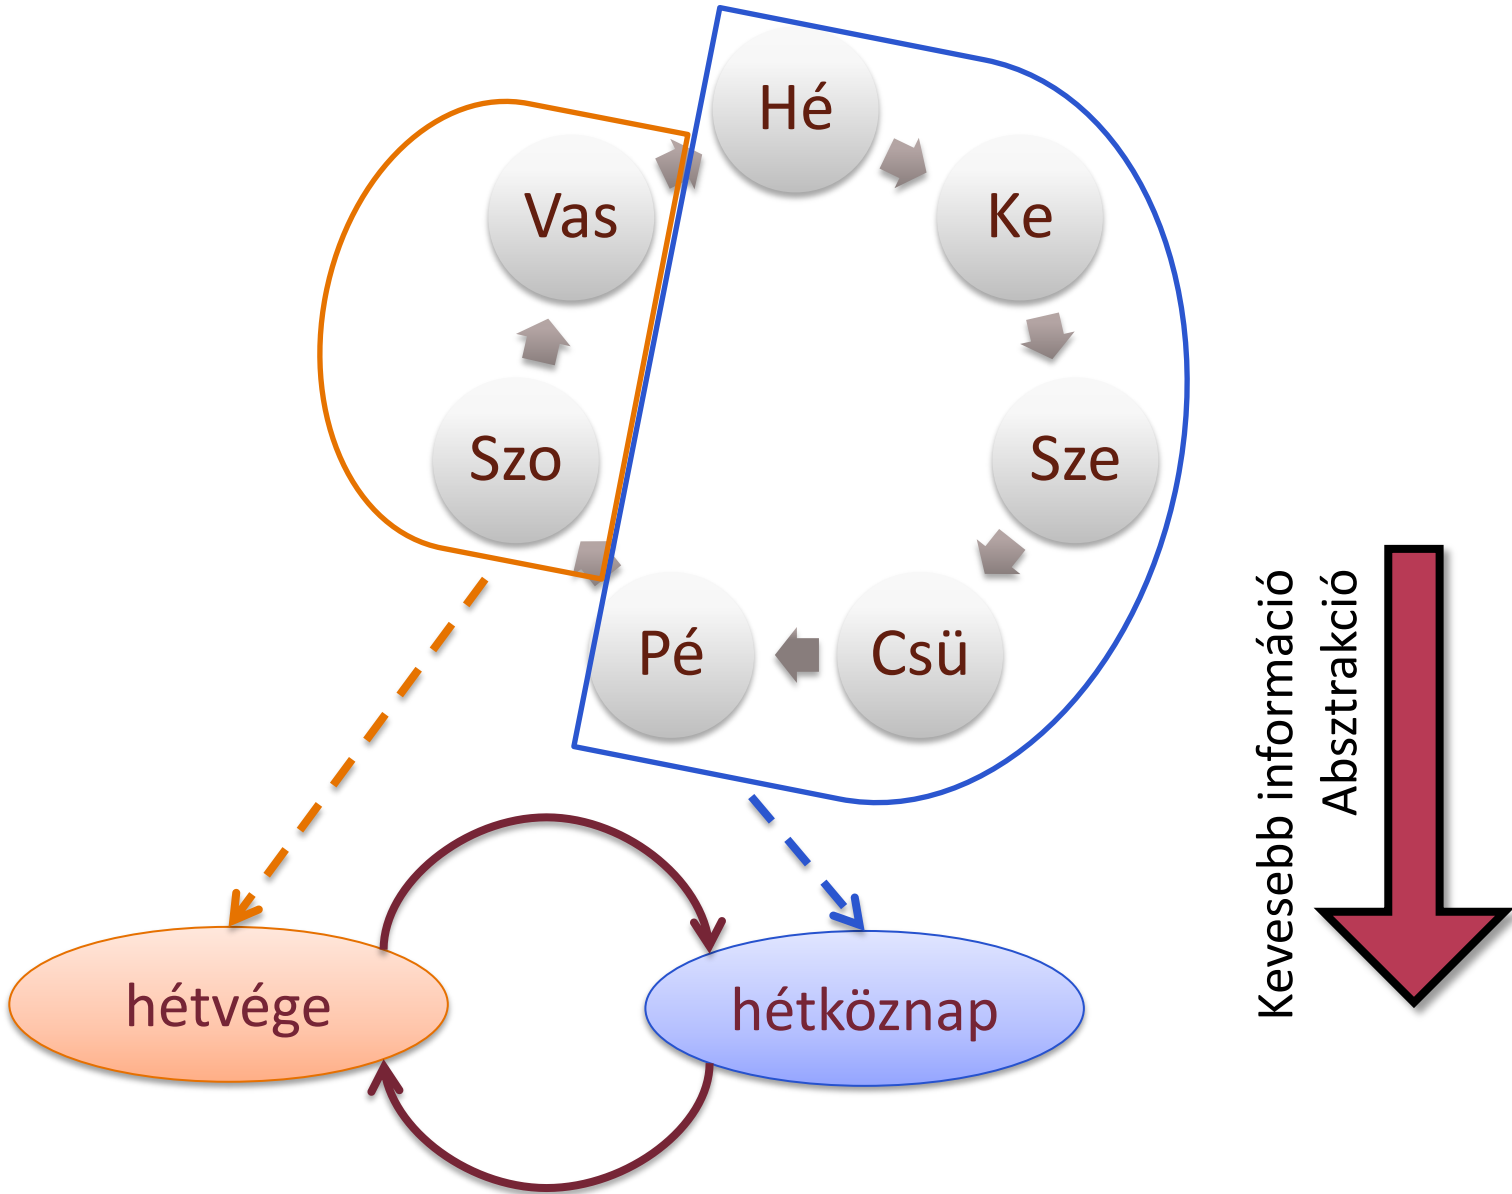 Hé
Ke
Sze
Csü
Pé
Szo
Vas
hétvége
hétköznap
Kevesebb információ
Absztrakció